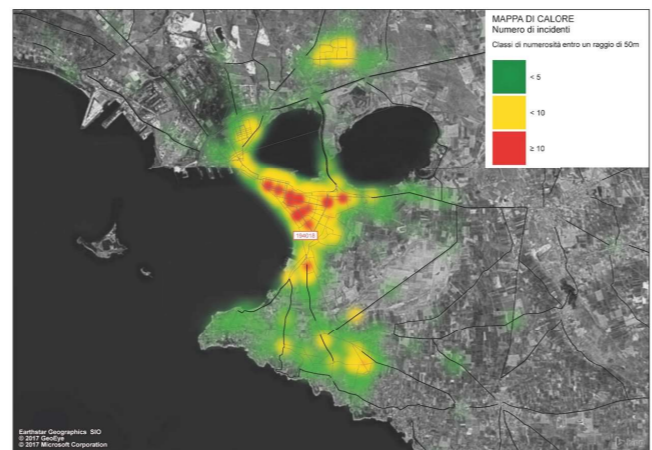 MAPPA DI CALORE
Numero di incidenti
Classi di numerosità entro un raggio di 50m
< 5
< 10
≥ 10
Earthstar Geographics SIO
© 2017 GeoEye
© 2017 Microsoft Corporation